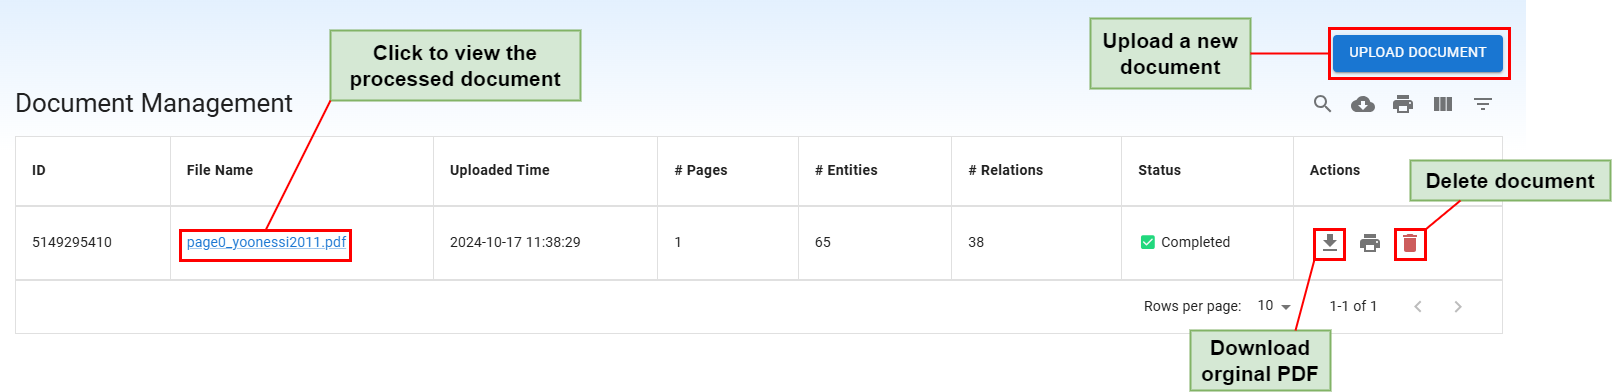 Click to view the
processed document
Upload a new
document
UPLOAD DOCUMENT
Document Management
ID File Name Uploaded Time # Pages # Entities # Relations Status Actions
Delete document
5149295410 page0_yoonessi2011.pdf 2024-10-17 11:38:29 1 65 38 Completed
Rows per page: 10 1-1 of 1
Download
orginal PDF